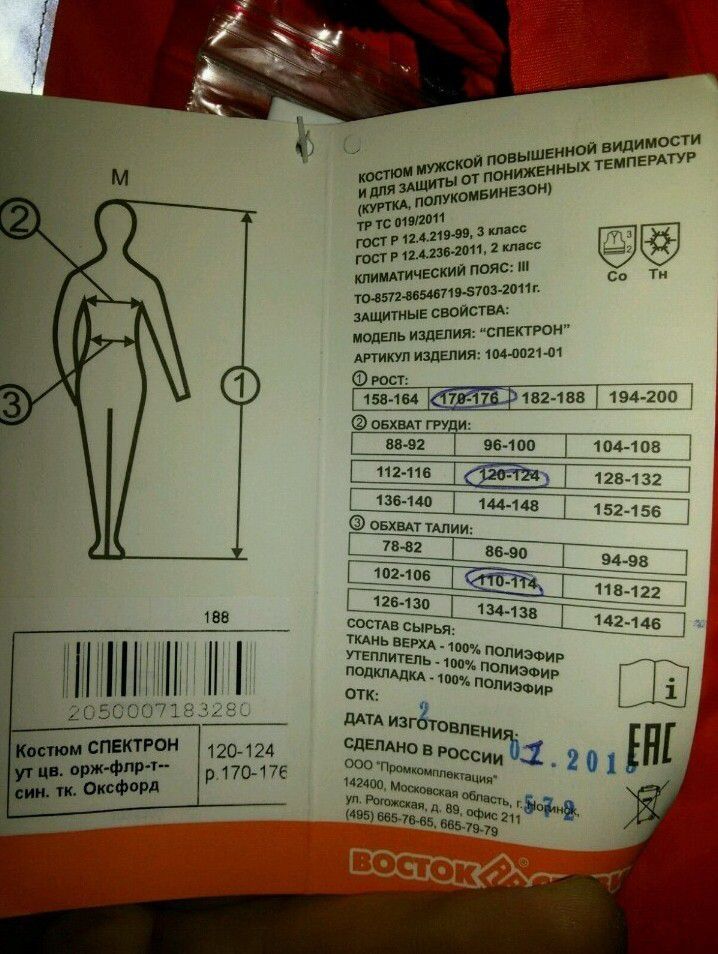 М
2
3
1
188
2050007183280
Костюм СПЕКТРОН
ут цв. орж-флр-т--
син. тк. Оксфорд
120-124
р.170-176
КОСТЮМ МУЖСКОЙ ПОВЫШЕННОЙ ВИДИМОСТИ
И ДЛЯ ЗАЩИТЫ ОТ ПОНИЖЕННЫХ ТЕМПЕРАТУР
(КУРТКА, ПОЛУКОМБИНЕЗОН)
ТР ТС 019/2011
ГОСТ Р 12.4.219-99, 3 класс
ГОСТ Р 12.4.236-2011, 2 класс
КЛИМАТИЧЕСКИЙ ПОЯС: III
ТО-8572-86546719-S703-2011г.
ЗАЩИТНЫЕ СВОЙСТВА:
3
2
Со Тн
МОДЕЛЬ ИЗДЕЛИЯ: "СПЕКТРОН"
АРТИКУЛ ИЗДЕЛИЯ: 104-0021-01
1 РОСТ:
158-164 170-176 182-188 194-200
2 ОБХВАТ ГРУДИ:
88-92 96-100 104-108
112-116 120-124 128-132
136-140 144-148 152-156
3 ОБХВАТ ТАЛИИ:
78-82 86-90 94-98
102-106 110-114 118-122
126-130 134-138 142-146
СОСТАВ СЫРЬЯ:
ТКАНЬ ВЕРХА - 100% ПОЛИЭФИР
УТЕПЛИТЕЛЬ - 100% ПОЛИЭФИР
ПОДКЛАДКА - 100% ПОЛИЭФИР
ОТК:
2
ДАТА ИЗГОТОВЛЕНИЯ:
СДЕЛАНО В РОССИИ
ООО "Промкомплектация"
142400, Московская область, г. Ногинск,
ул. Рогожская, д. 89, офис 211
572
(495) 665-76-65, 665-79-79
i
EAC
ВОСТОК